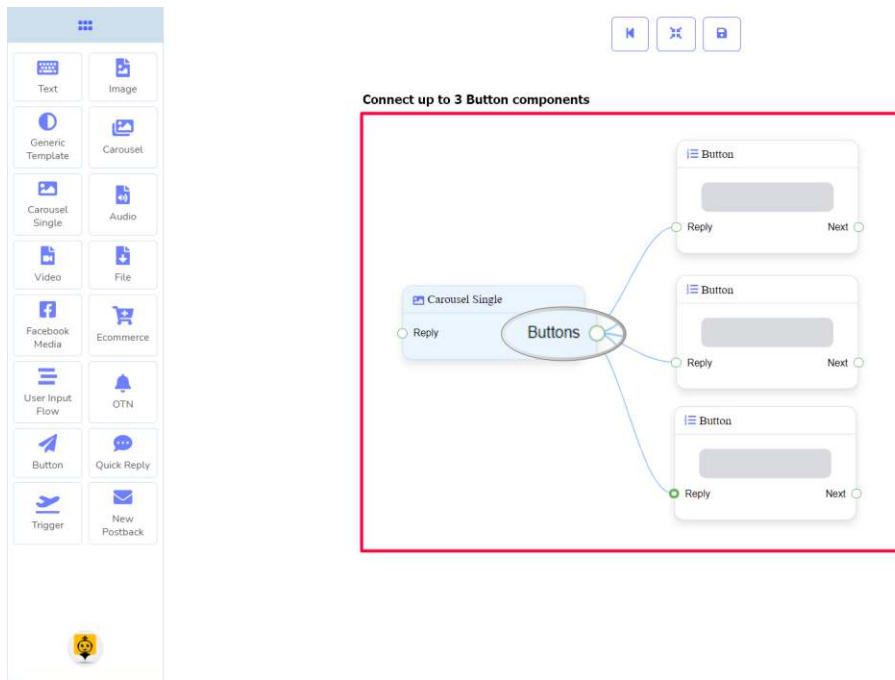 Text
Image
Generic
Template
Carousel
Carousel
Single
Audio
Video
File
Facebook
Media
Ecommerce
User Input
Flow
OTN
Button
Quick Reply
Trigger
New
Postback
Connect up to 3 Button components
Carousel Single
Reply
Buttons
Button
Reply Next
Button
Reply Next
Button
Reply Next